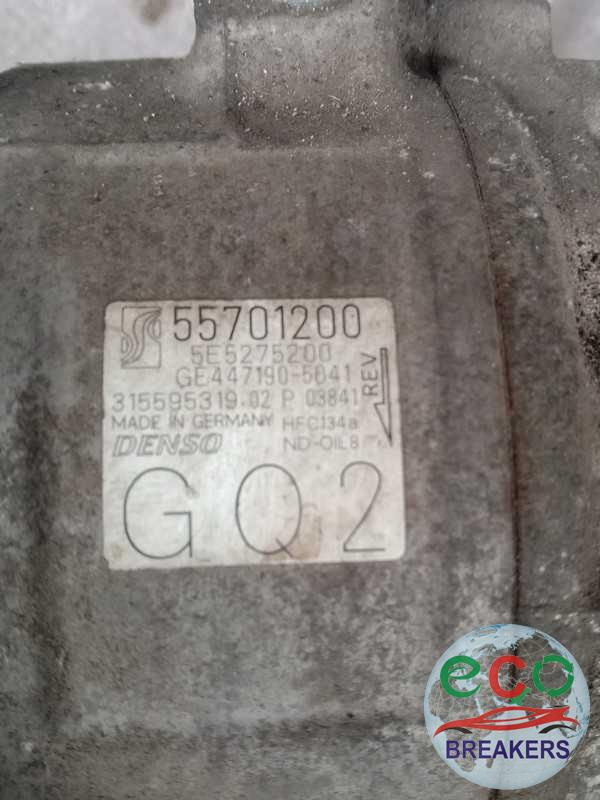 55701200
5E5275200
GE447190-5041
315595319.02 P 03841
REV
MADE IN GERMANY HFC134a
DENSO ND-OIL8
GQ2
eco
BREAKERS